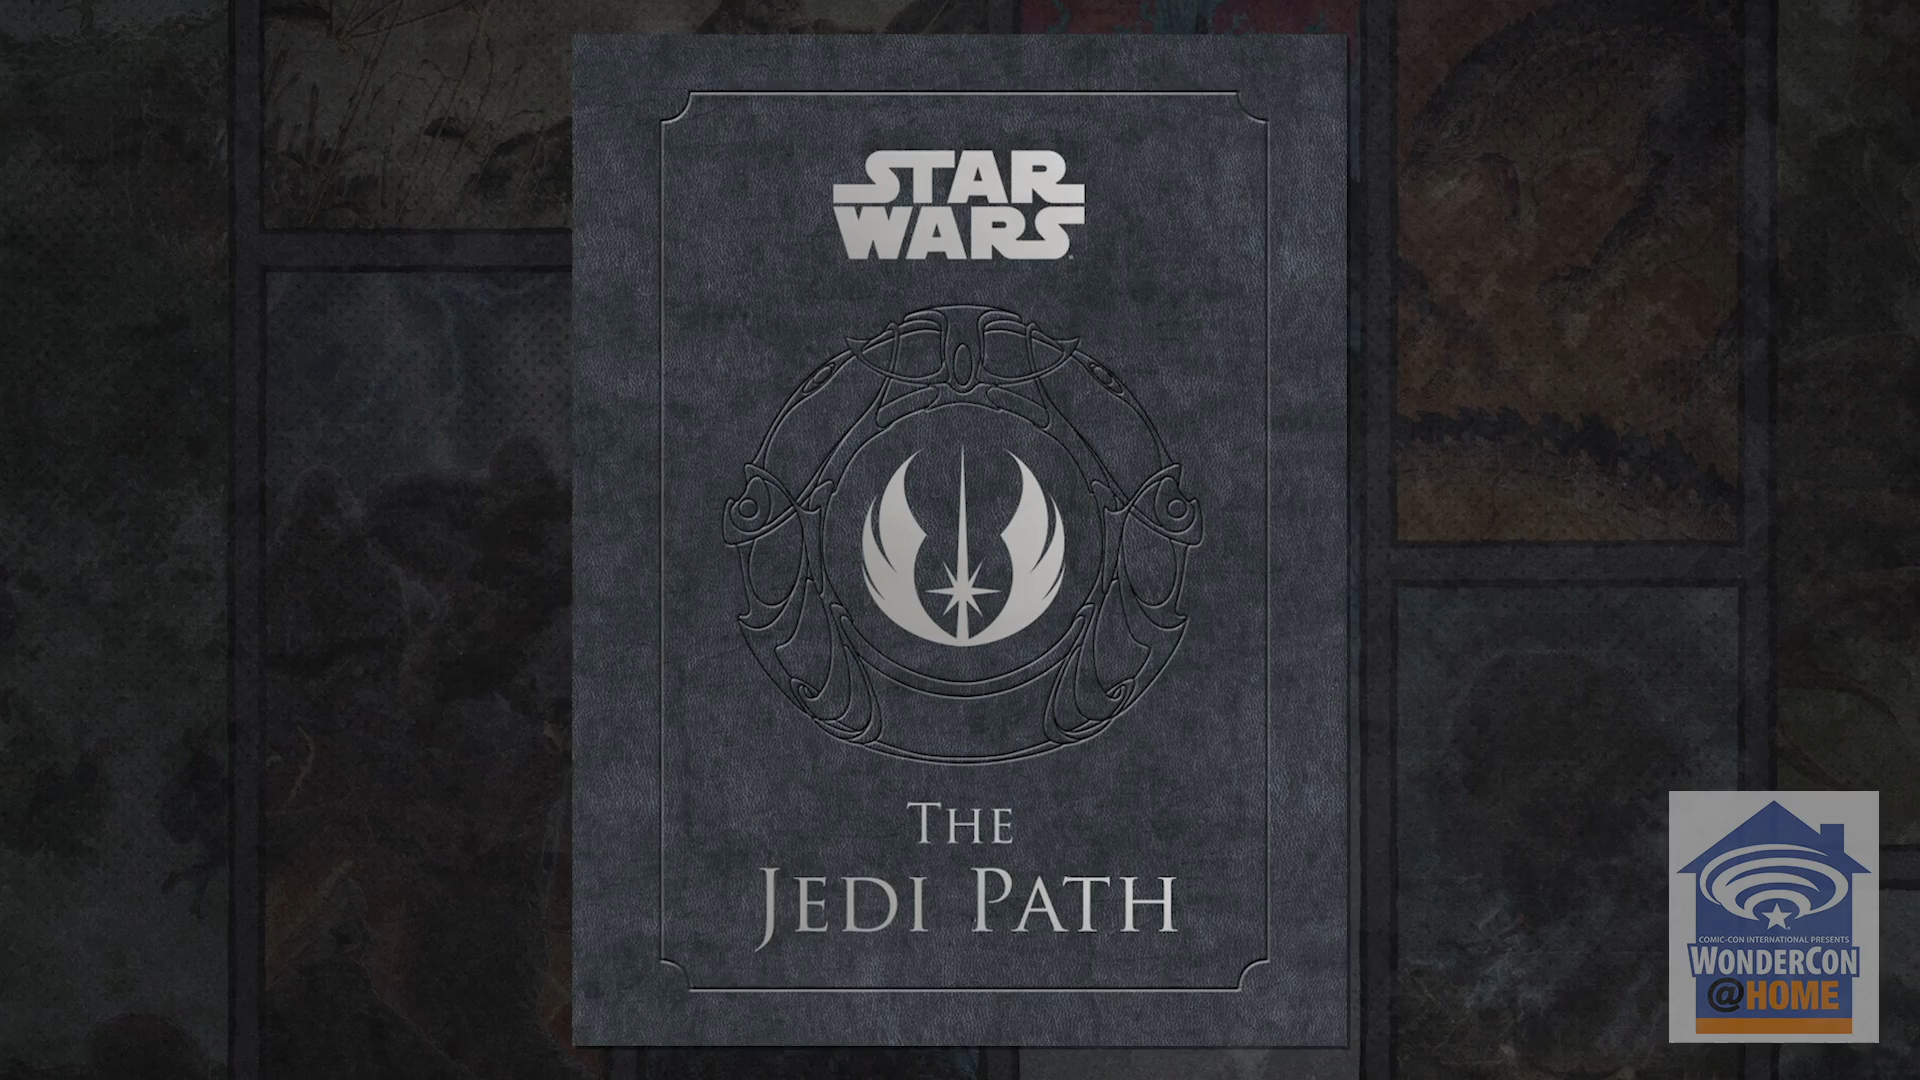 STAR
WARS
THE
JEDI PATH
COMIC-CON INTERNATIONAL PRESENTS
WONDERCON
@HOME